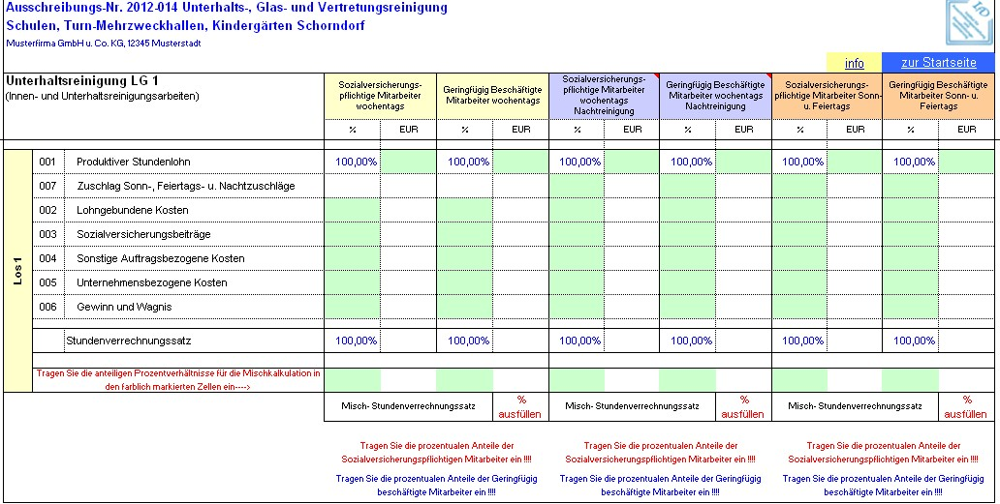 Ausschreibungs-Nr. 2012-014 Unterhalts-, Glas- und Vertretungsreinigung
Schulen, Turn-Mehrzweckhallen, Kindergärten Schorndorf
Musterfirma GmbH u. Co. KG, 12345 Musterstadt
info zur Startseite
Unterhaltsreinigung LG 1
(Innen- und Unterhaltsreinigungsarbeiten)
Sozialversicherungs-
pflichtige Mitarbeiter
wochentags
Geringfügig Beschäftigte
Mitarbeiter wochentags
Sozialversicherungs-
pflichtige Mitarbeiter
wochentags
Nachtreinigung
Geringfügig Beschäftigte
Mitarbeiter wochentags
Nachtreinigung
Sozialversicherungs-
pflichtige Mitarbeiter Sonn-
u. Feiertags
Geringfügig Beschäftigte
Mitarbeiter Sonn- u.
Feiertags
% EUR % EUR % EUR % EUR % EUR % EUR
Los 1
001 Produktiver Stundenlohn 100,00% 100,00% 100,00% 100,00% 100,00% 100,00%
007 Zuschlag Sonn-, Feiertags- u. Nachtzuschläge
002 Lohngebundene Kosten
003 Sozialversicherungsbeiträge
004 Sonstige Auftragsbezogene Kosten
005 Unternehmensbezogene Kosten
006 Gewinn und Wagnis
Stundenverrechnungssatz 100,00% 100,00% 100,00% 100,00% 100,00% 100,00%
Tragen Sie die anteiligen Prozentverhältnisse für die Mischkalkulation in
den farblich markierten Zellen ein---->
Misch- Stundenverrechnungssatz
%
ausfüllen
Misch- Stundenverrechnungssatz
%
ausfüllen
Misch- Stundenverrechnungssatz
%
ausfüllen
Tragen Sie die prozentualen Anteile der
Sozialversicherungspflichtigen Mitarbeiter ein !!!!
Tragen Sie die prozentualen Anteile der Geringfügig
beschäftigte Mitarbeiter ein !!!!
Tragen Sie die prozentualen Anteile der
Sozialversicherungspflichtigen Mitarbeiter ein !!!!
Tragen Sie die prozentualen Anteile der Geringfügig
beschäftigte Mitarbeiter ein !!!!
Tragen Sie die prozentualen Anteile der
Sozialversicherungspflichtigen Mitarbeiter ein !!!!
Tragen Sie die prozentualen Anteile der Geringfügig
beschäftigte Mitarbeiter ein !!!!